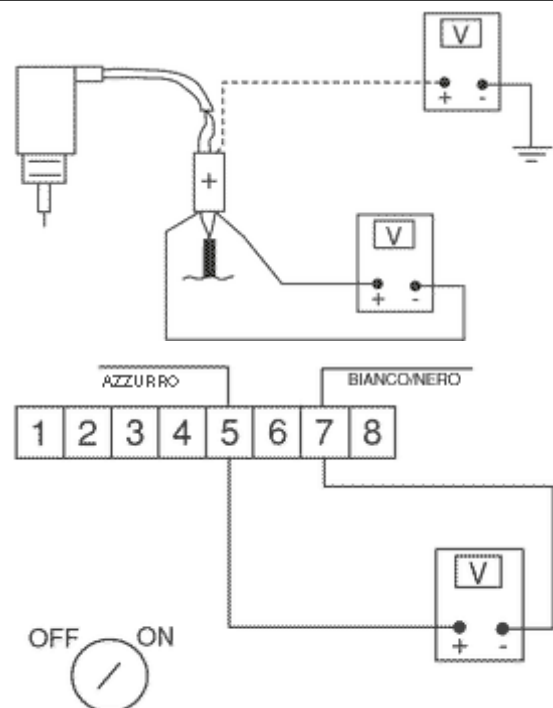 V
+ -
+
V
+ -
AZZURRO
BIANCO/NERO
1 2 3 4 5 6 7 8
V
+ -
OFF ON